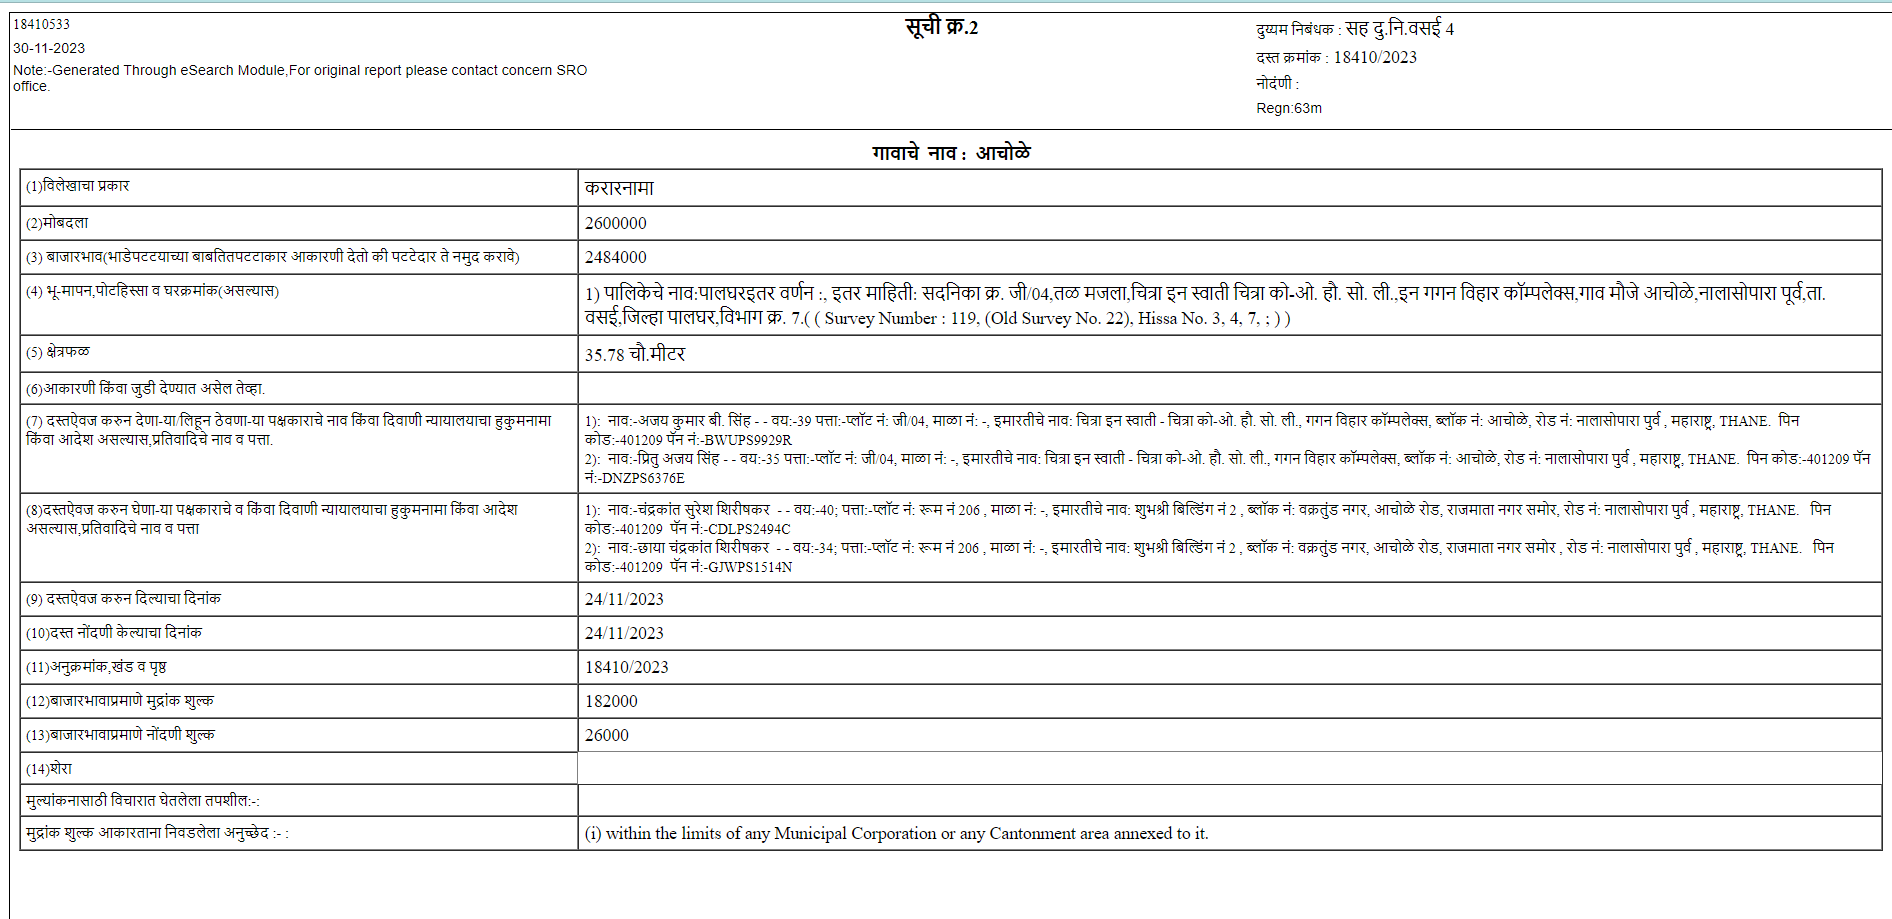 18410533
30-11-2023
Note:-Generated Through eSearch Module,For original report please contact concern SRO
office.
सूची क्र.2
दुय्यम निबंधक : सह दु.नि.वसई 4
दस्त क्रमांक : 18410/2023
नोदंणी :
Regn:63m
गावाचे नाव : आचोळे
(1)विलेखाचा प्रकार
करारनामा
(2)मोबदला
2600000
(3) बाजारभाव(भाडेपटटयाच्या बाबतितपटटाकार आकारणी देतो की पटटेदार ते नमुद करावे)
2484000
(4) भू-मापन,पोटहिस्सा व घरक्रमांक(असल्यास)
1) पालिकेचे नाव:पालघरइतर वर्णन :, इतर माहिती: सदनिका क्र. जी/04,तळ मजला,चित्रा इन स्वाती चित्रा को-ओ. हौ. सो. ली.,इन गगन विहार कॉम्पलेक्स,गाव मौजे आचोळे,नालासोपारा पूर्व,ता.
वसई,जिल्हा पालघर,विभाग क्र. 7.( ( Survey Number : 119, (Old Survey No. 22), Hissa No. 3, 4, 7, ; ) )
(5) क्षेत्रफळ
35.78 चौ.मीटर
(6)आकारणी किंवा जुडी देण्यात असेल तेव्हा.
(7) दस्तऐवज करुन देणा-या/लिहून ठेवणा-या पक्षकाराचे नाव किंवा दिवाणी न्यायालयाचा हुकुमनामा
किंवा आदेश असल्यास,प्रतिवादिचे नाव व पत्ता.
1): नाव:-अजय कुमार बी. सिंह - - वय:-39 पत्ता:-प्लॉट नं: जी/04, माळा नं: -, इमारतीचे नाव: चित्रा इन स्वाती - चित्रा को-ओ. हौ. सो. ली., गगन विहार कॉम्पलेक्स, ब्लॉक नं: आचोळे, रोड नं: नालासोपारा पुर्व , महाराष्ट्र, THANE. पिन
कोड:-401209 पॅन नं:-BWUPS9929R
2): नाव:-प्रितु अजय सिंह - - वय:-35 पत्ता:-प्लॉट नं: जी/04, माळा नं: -, इमारतीचे नाव: चित्रा इन स्वाती - चित्रा को-ओ. हौ. सो. ली., गगन विहार कॉम्पलेक्स, ब्लॉक नं: आचोळे, रोड नं: नालासोपारा पुर्व , महाराष्ट्र, THANE. पिन कोड:-401209 पॅन
नं:-DNZPS6376E
(8)दस्तऐवज करुन घेणा-या पक्षकाराचे व किंवा दिवाणी न्यायालयाचा हुकुमनामा किंवा आदेश
असल्यास,प्रतिवादिचे नाव व पत्ता
1): नाव:-चंद्रकांत सुरेश शिरीषकर - - वय:-40; पत्ता:-प्लॉट नं: रूम नं 206 , माळा नं: -, इमारतीचे नाव: शुभश्री बिल्डिंग नं 2 , ब्लॉक नं: वक्रतुंड नगर, आचोळे रोड, राजमाता नगर समोर, रोड नं: नालासोपारा पुर्व , महाराष्ट्र, THANE. पिन
कोड:-401209 पॅन नं:-CDLPS2494C
2): नाव:-छाया चंद्रकांत शिरीषकर - - वय:-34; पत्ता:-प्लॉट नं: रूम नं 206 , माळा नं: -, इमारतीचे नाव: शुभश्री बिल्डिंग नं 2 , ब्लॉक नं: वक्रतुंड नगर, आचोळे रोड, राजमाता नगर समोर , रोड नं: नालासोपारा पुर्व , महाराष्ट्र, THANE. पिन
कोड:-401209 पॅन नं:-GJWPS1514N
(9) दस्तऐवज करुन दिल्याचा दिनांक
24/11/2023
(10)दस्त नोंदणी केल्याचा दिनांक
24/11/2023
(11)अनुक्रमांक,खंड व पृष्ठ
18410/2023
(12)बाजारभावाप्रमाणे मुद्रांक शुल्क
182000
(13)बाजारभावाप्रमाणे नोंदणी शुल्क
26000
(14)शेरा
मुल्यांकनासाठी विचारात घेतलेला तपशील:-:
मुद्रांक शुल्क आकारताना निवडलेला अनुच्छेद :- :
(i) within the limits of any Municipal Corporation or any Cantonment area annexed to it.